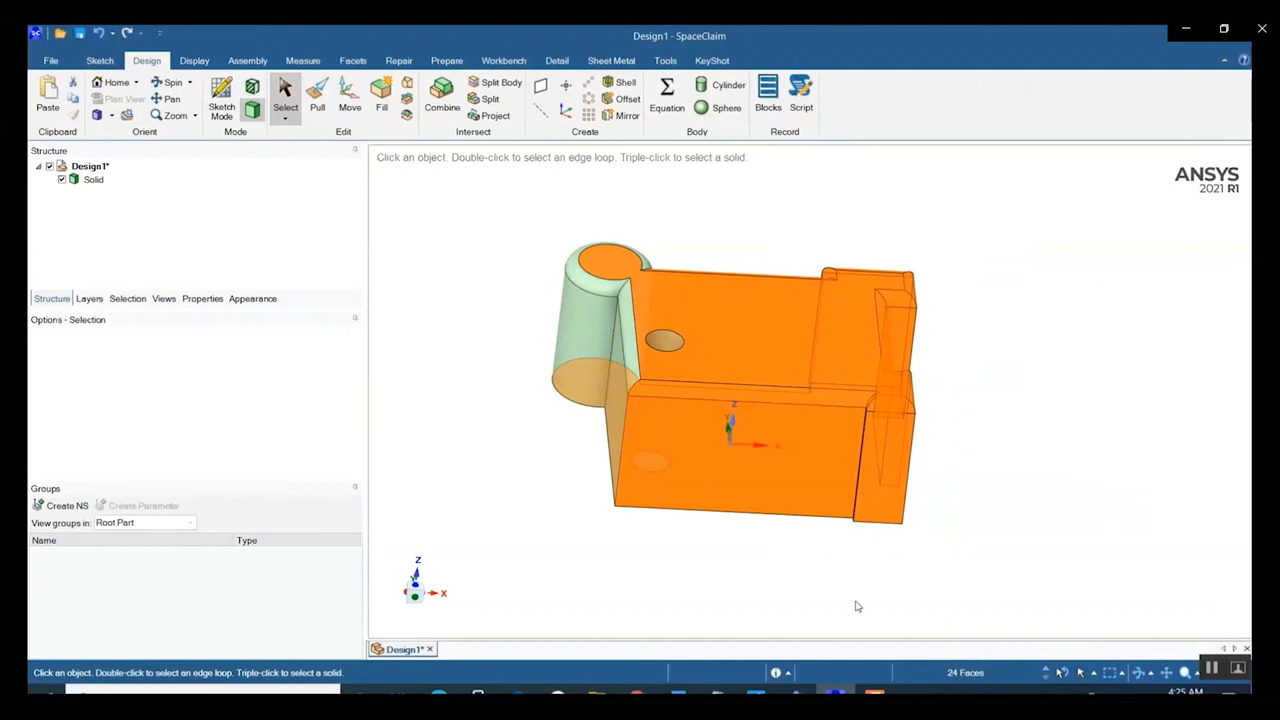 Design1 - SpaceClaim
File Sketch Design Display Assembly Measure Facets Repair Prepare Workbench Detail Sheet Metal Tools KeyShot
Paste
Home
Plan View
Spin
Pan
Zoom
Sketch Mode
Select
Pull
Move
Fill
Combine
Split Body
Split
Project
Shell
Offset
Mirror
Equation
Cylinder
Sphere
Blocks
Script
Clipboard Orient Mode Edit Intersect Create Body Record
Structure
Design1*
Solid
Click an object. Double-click to select an edge loop. Triple-click to select a solid.
ANSYS
2021 R1
Structure Layers Selection Views Properties Appearance
Options - Selection
Z
Y
X
Groups
Create NS Create Parameter
View groups in: Root Part
Name Type
Z
Y
X
Design1*
Click an object. Double-click to select an edge loop. Triple-click to select a solid.
24 Faces
4:25 AM